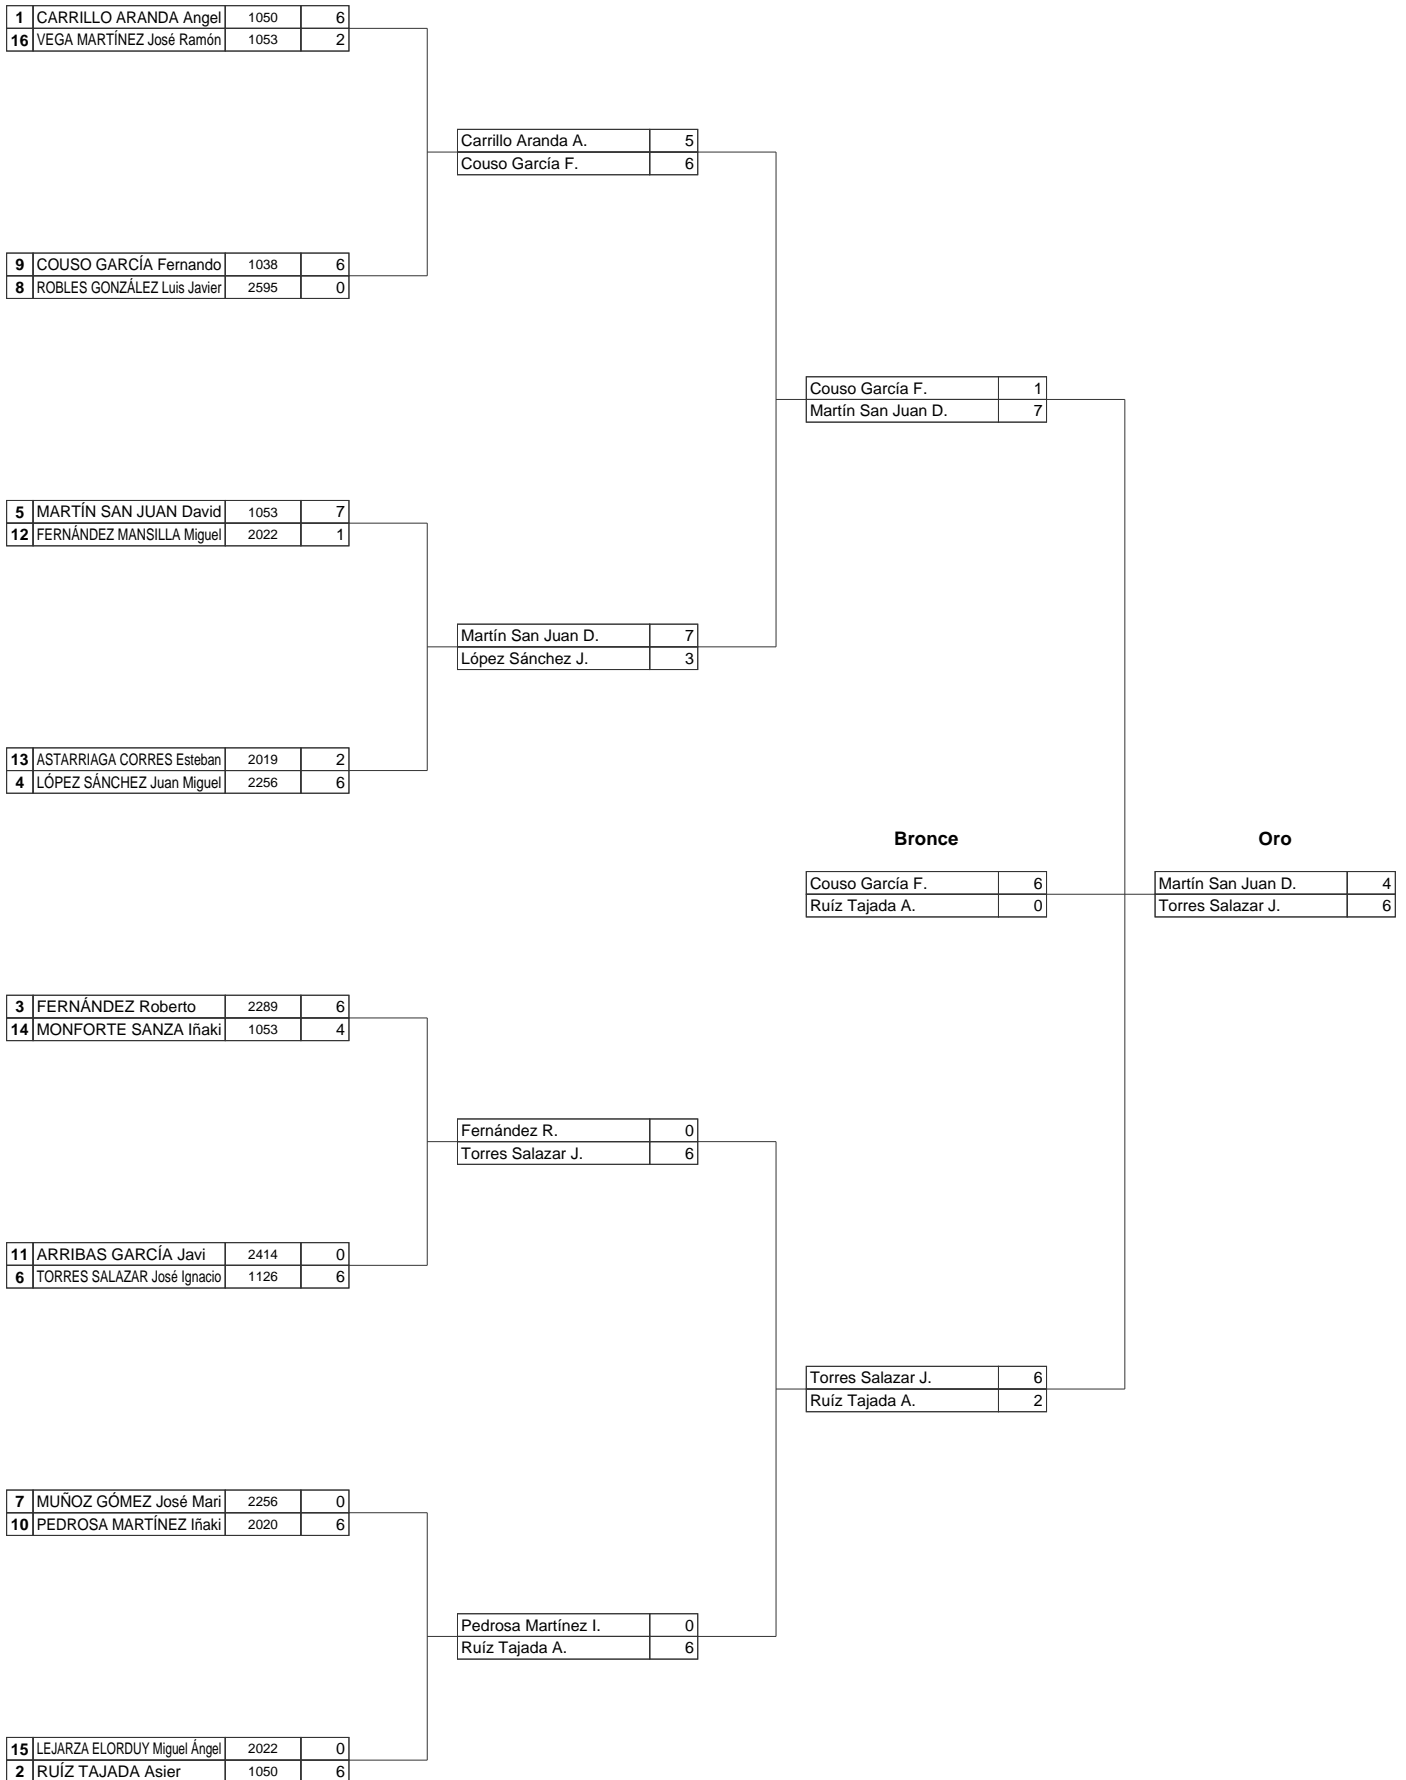 1 CARRILLO ARANDA Angel 1050 6
16 VEGA MARTÍNEZ José Ramón 1053 2
Carrillo Aranda A. 5
Couso García F. 6
9 COUSO GARCÍA Fernando 1038 6
8 ROBLES GONZÁLEZ Luis Javier 2595 0
Couso García F. 1
Martín San Juan D. 7
5 MARTÍN SAN JUAN David 1053 7
12 FERNÁNDEZ MANSILLA Miguel 2022 1
Martín San Juan D. 7
López Sánchez J. 3
13 ASTARRIAGA CORRES Esteban 2019 2
4 LÓPEZ SÁNCHEZ Juan Miguel 2256 6
Bronce Oro
Couso García F. 6 Martín San Juan D. 4
Ruíz Tajada A. 0 Torres Salazar J. 6
3 FERNÁNDEZ Roberto 2289 6
14 MONFORTE SANZA Iñaki 1053 4
Fernández R. 0
Torres Salazar J. 6
11 ARRIBAS GARCÍA Javi 2414 0
6 TORRES SALAZAR José Ignacio 1126 6
Torres Salazar J. 6
Ruíz Tajada A. 2
7 MUÑOZ GÓMEZ José Mari 2256 0
10 PEDROSA MARTÍNEZ Iñaki 2020 6
Pedrosa Martínez I. 0
Ruíz Tajada A. 6
15 LEJARZA ELORDUY Miguel Ángel 2022 0
2 RUÍZ TAJADA Asier 1050 6